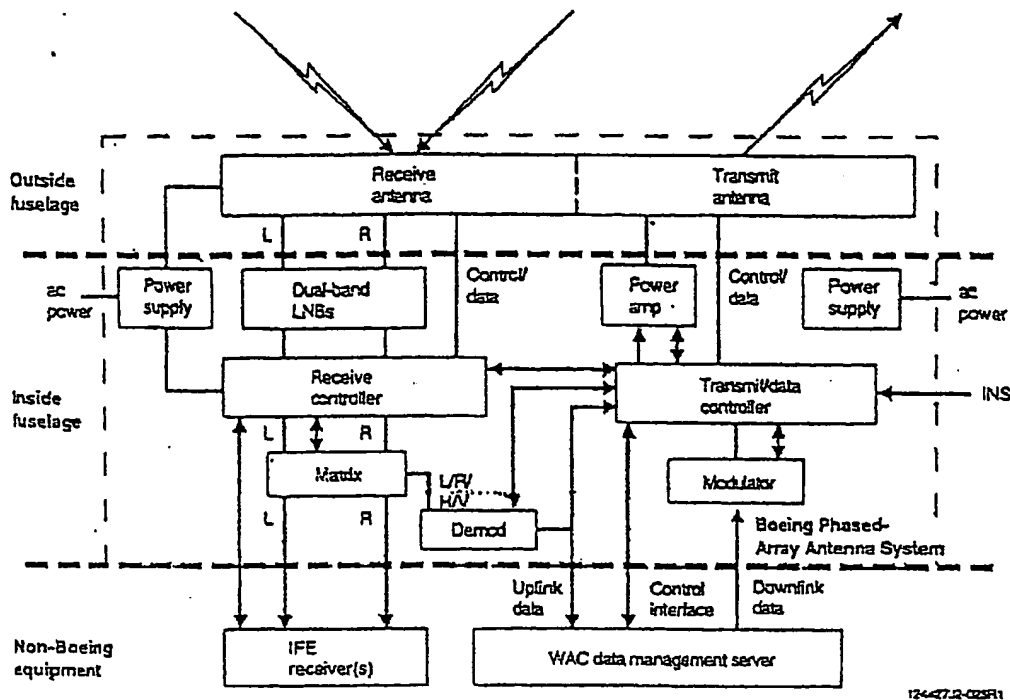 Outside
fuselage
Receive
antenna
Transmit
antenna
L
R
Control/
data
Control/
data
ac
power
Power
supply
Dual-band
LNBs
Power
amp
Power
supply
ac
power
Inside
fuselage
Receive
controller
Transmit/data
controller
INS
L
R
Matrix
L/R/
H/V
Modulator
L
R
Demod
Boeing Phased-
Array Antenna System
Uplink
data
Control
interface
Downlink
data
Non-Boeing
equipment
IFE
receiver(s)
WAC data management server